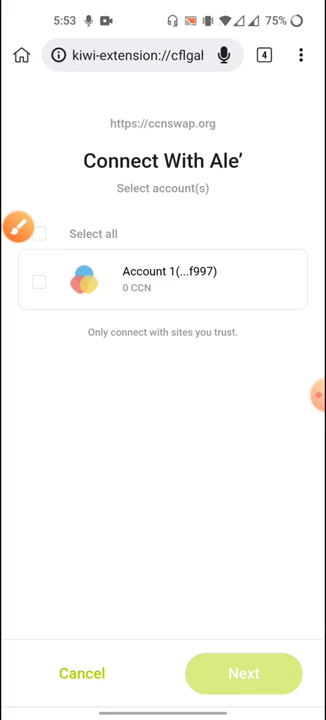 5:53
75%
kiwi-extension://cflgal
4
https://ccnswap.org
Connect With Ale’
Select account(s)
Select all
Account 1(...f997)
0 CCN
Only connect with sites you trust.
Cancel
Next